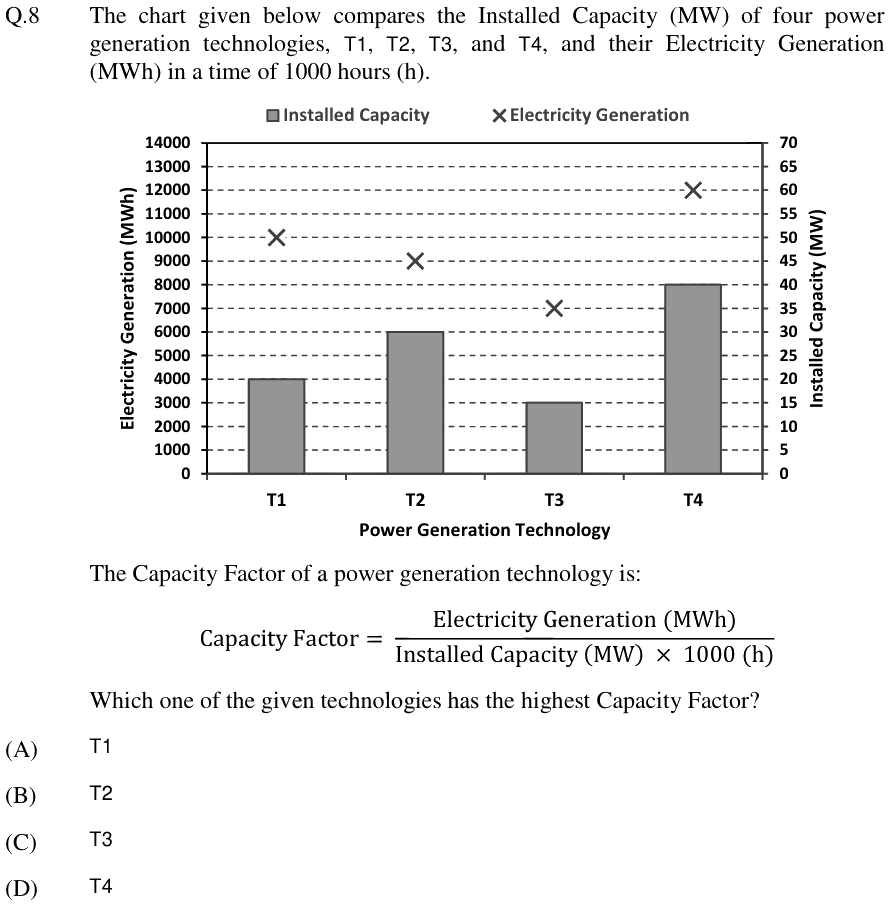 Q.8 The chart given below compares the Installed Capacity (MW) of four power
generation technologies, T1, T2, T3, and T4, and their Electricity Generation
(MWh) in a time of 1000 hours (h).
Installed Capacity × Electricity Generation
14000 70
13000 65
12000 60
11000 55
10000 50
9000 45
8000 40
7000 35
6000 30
5000 25
4000 20
3000 15
2000 10
1000 5
0 0
Electricity Generation (MWh)
Installed Capacity (MW)
T1 T2 T3 T4
Power Generation Technology
The Capacity Factor of a power generation technology is:
Electricity Generation (MWh)
Capacity Factor =
Installed Capacity (MW) × 1000 (h)
Which one of the given technologies has the highest Capacity Factor?
(A) T1
(B) T2
(C) T3
(D) T4